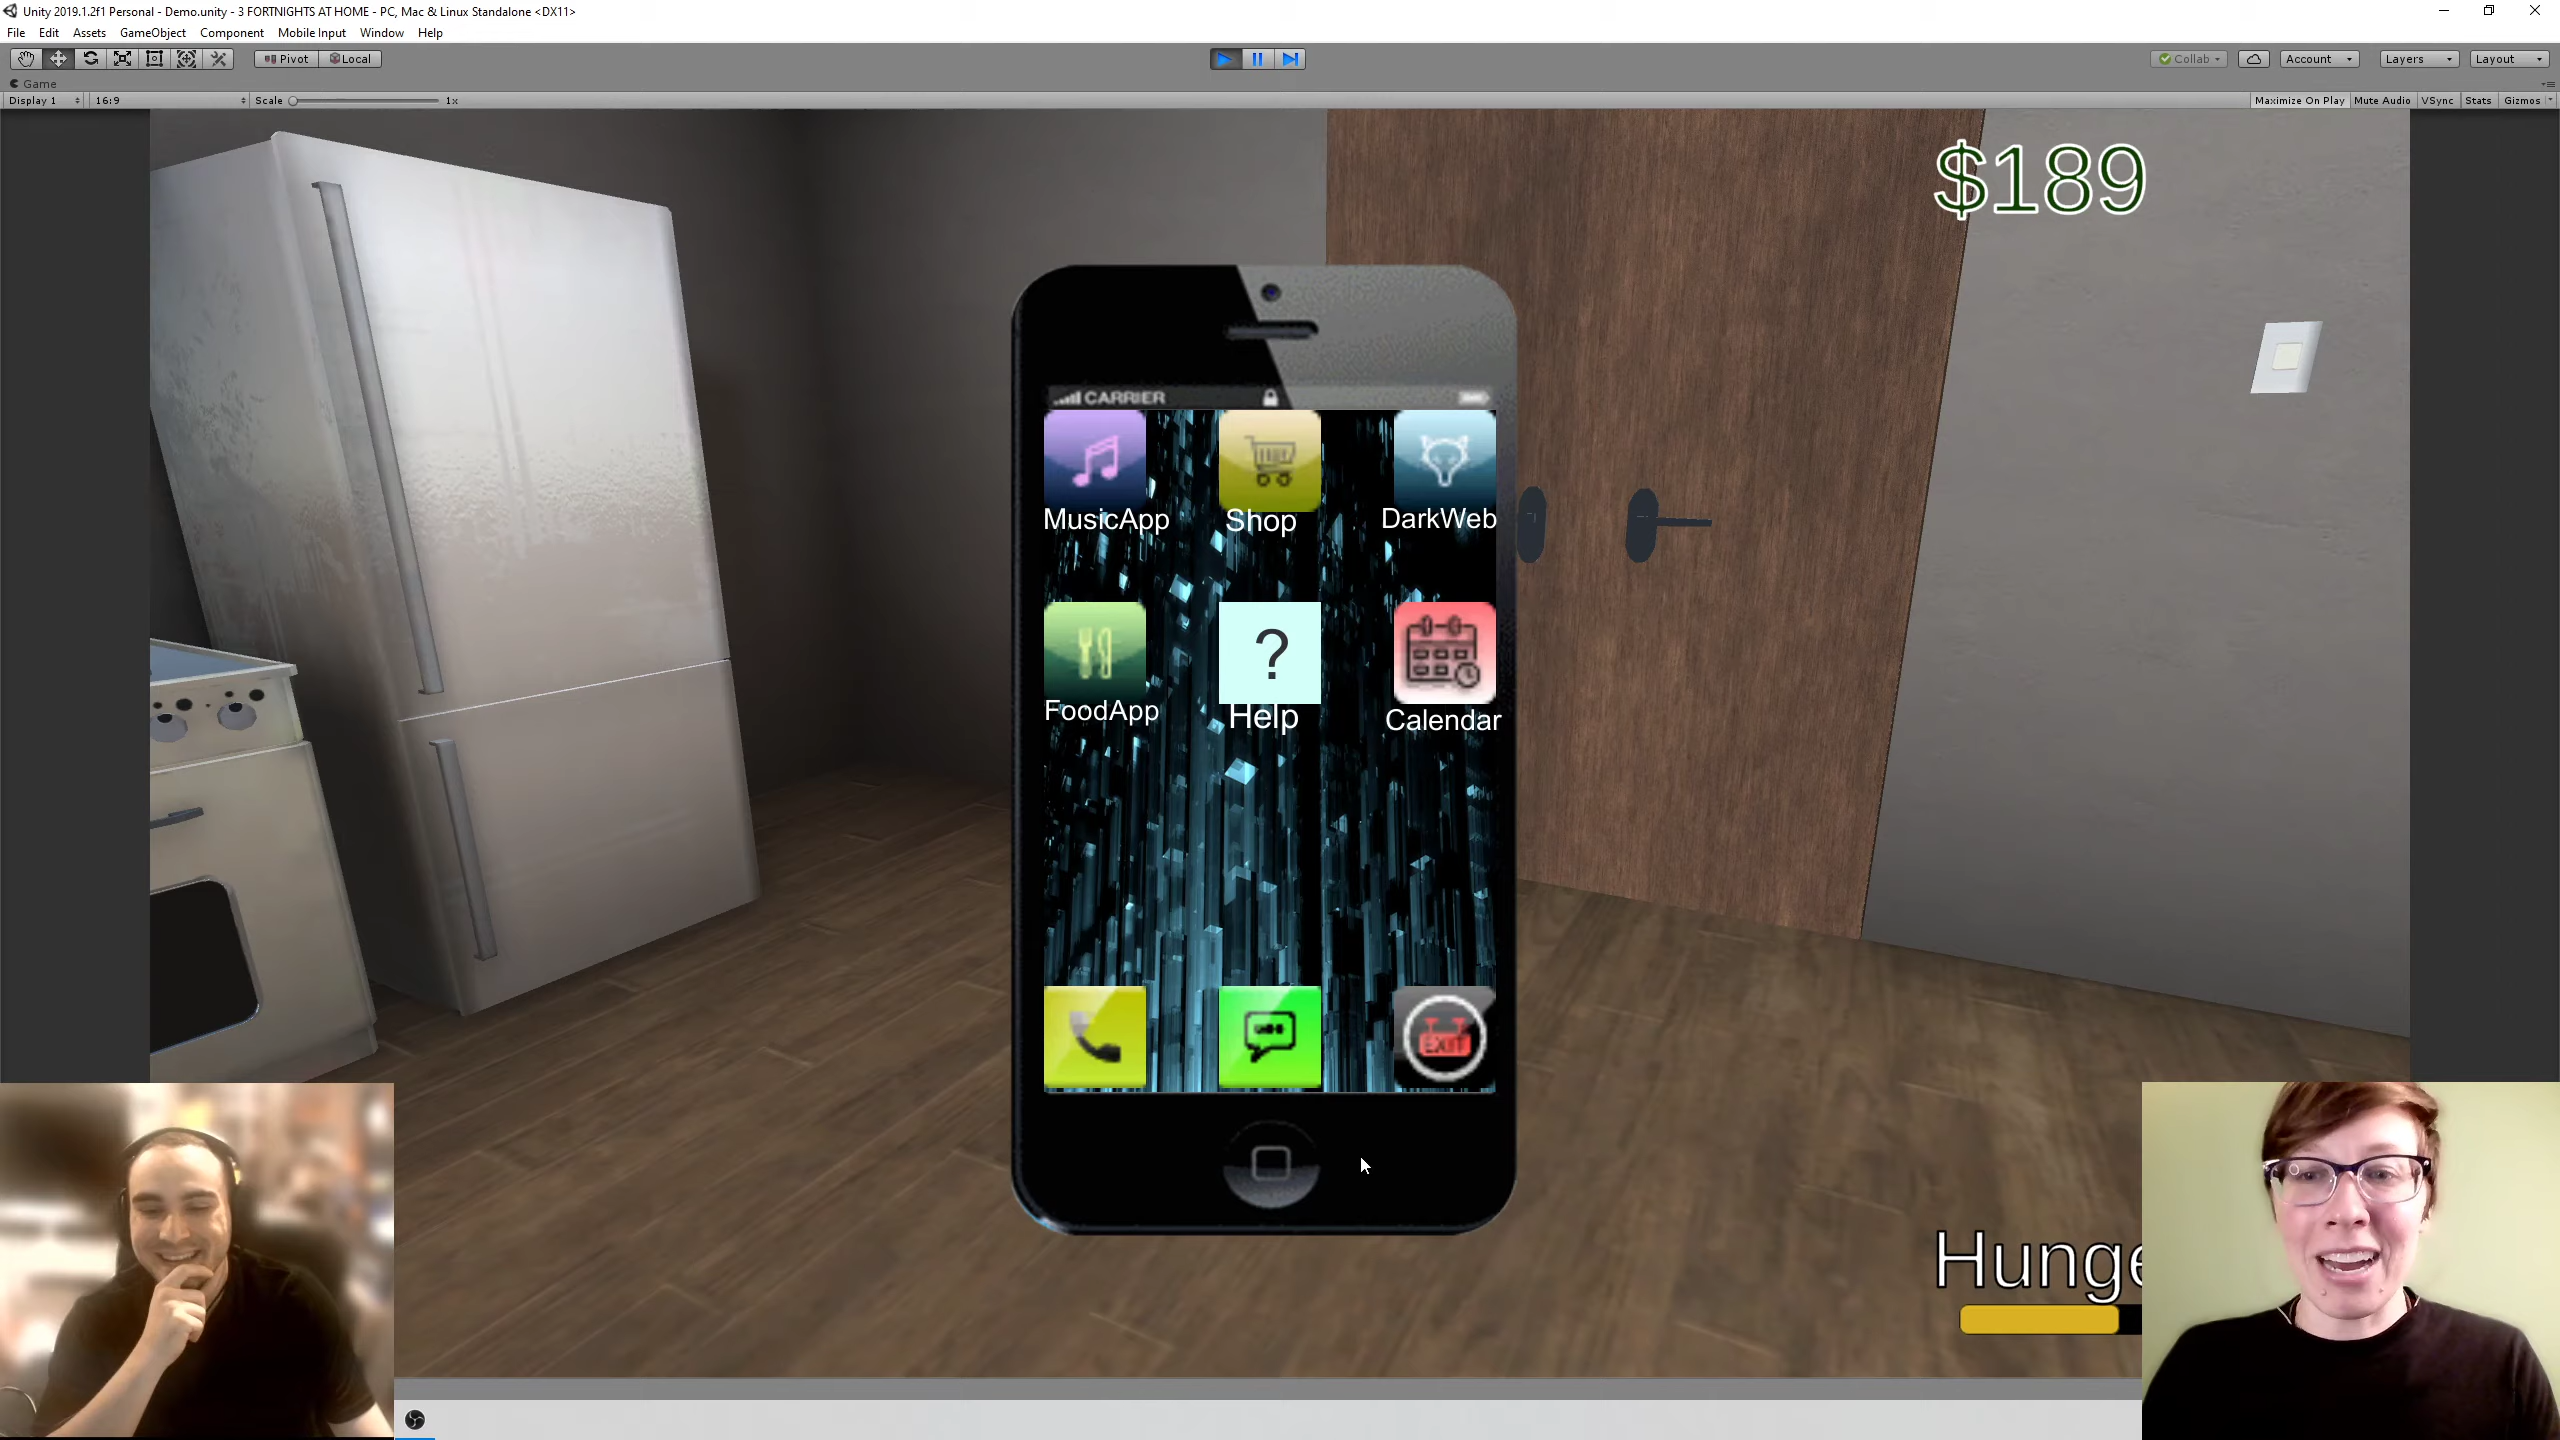 Unity 2019.1.2f1 Personal - Demo.unity - 3 FORTNIGHTS AT HOME - PC, Mac & Linux Standalone <DX11>
File Edit Assets GameObject Component Mobile Input Window Help
Pivot Local Collab Account Layers Layout
Game
Display 1 16:9 Scale 1x Maximize On Play Mute Audio VSync Stats Gizmos
$189
CARRIER
MusicApp Shop DarkWeb
?
FoodApp Help Calendar
EXIT
Hunge